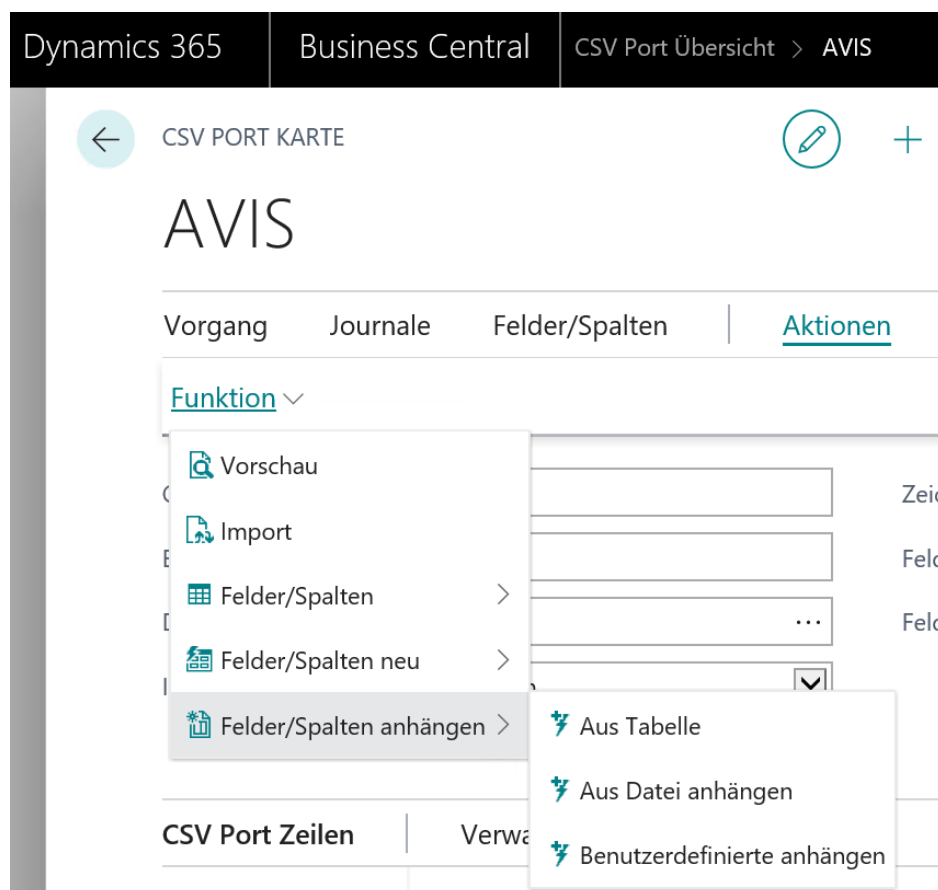 Dynamics 365 Business Central CSV Port Übersicht > AVIS
CSV PORT KARTE
AVIS
Vorgang Journale Felder/Spalten Aktionen
Funktion
Vorschau
Import
Felder/Spalten
Felder/Spalten neu
Felder/Spalten anhängen
Aus Tabelle
Aus Datei anhängen
Benutzerdefinierte anhängen
CSV Port Zeilen